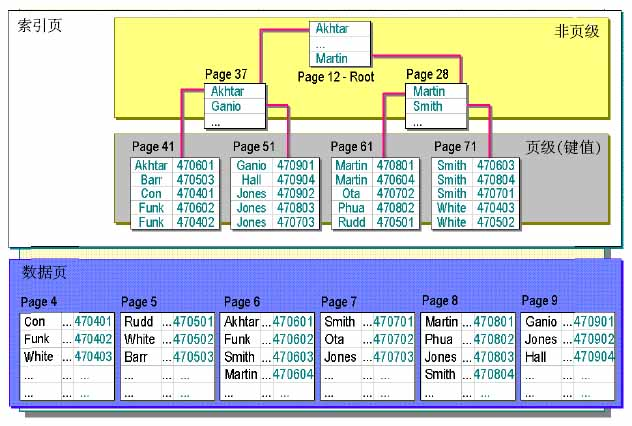 索引页
非页级
Akhtar
...
Martin
Page 12 - Root
Page 37
Akhtar
Ganio
...
Page 28
Martin
Smith
...
页级(键值)
Page 41
Akhtar 470601
Barr 470503
Con 470401
Funk 470602
Funk 470402
Page 51
Ganio 470901
Hall 470904
Jones 470902
Jones 470803
Jones 470703
Page 61
Martin 470801
Martin 470604
Ota 470702
Phua 470802
Rudd 470501
Page 71
Smith 470603
Smith 470804
Smith 470701
White 470403
White 470502
数据页
Page 4
Con ... 470401
Funk ... 470402
White ... 470403
... ... ...
... ... ...
Page 5
Rudd ... 470501
White ... 470502
Barr ... 470503
... ... ...
... ... ...
Page 6
Akhtar ... 470601
Funk ... 470602
Smith ... 470603
Martin ... 470604
... ... ...
Page 7
Smith ... 470701
Ota ... 470702
Jones ... 470703
... ... ...
... ... ...
Page 8
Martin ... 470801
Phua ... 470802
Jones ... 470803
Smith ... 470804
... ... ...
Page 9
Ganio ... 470901
Jones ... 470902
Hall ... 470904
... ... ...
... ... ...